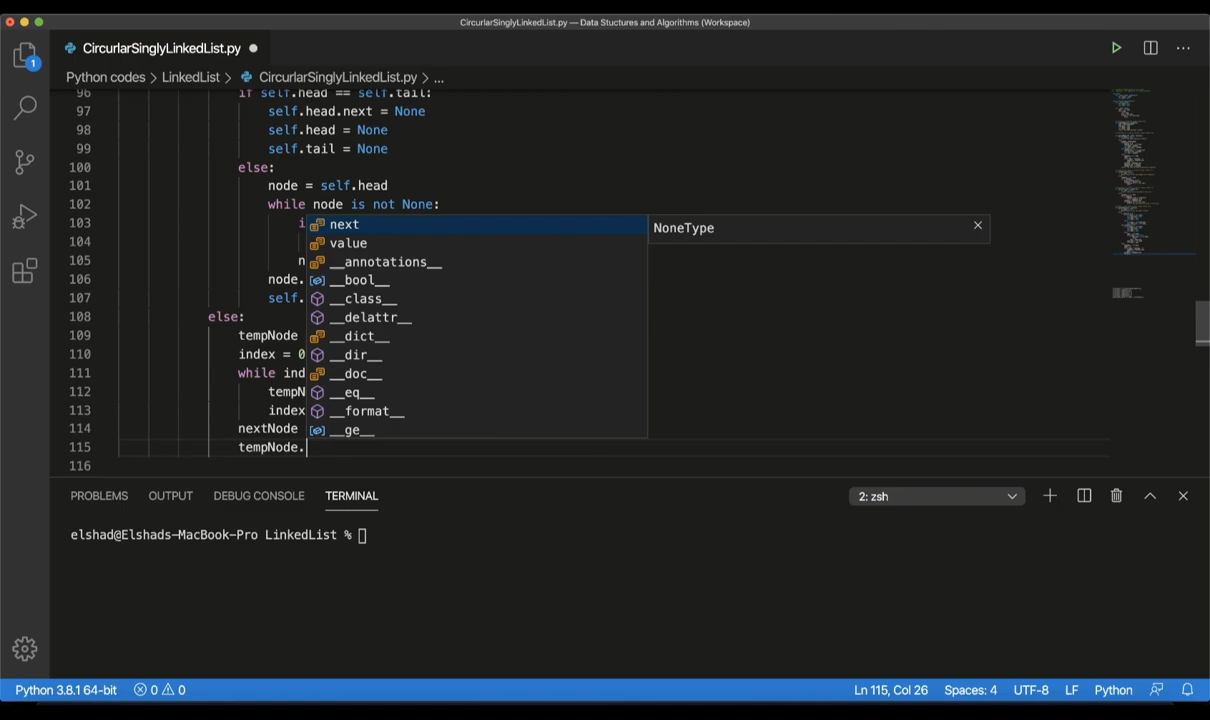 CircurlarSinglyLinkedList.py — Data Stuctures and Algorithms (Workspace)
CircurlarSinglyLinkedList.py
Python codes > LinkedList > CircurlarSinglyLinkedList.py > ...
1
96 if self.head == self.tail:
97 self.head.next = None
98 self.head = None
99 self.tail = None
100 else:
101 node = self.head
102 while node is not None:
103 i
104
105 n
106 node.
107 self.
108 else:
109 tempNode
110 index = 0
111 while ind
112 tempN
113 index
114 nextNode
115 tempNode.
116
next
value
__annotations__
__bool__
__class__
__delattr__
__dict__
__dir__
__doc__
__eq__
__format__
__ge__
NoneType
PROBLEMS OUTPUT DEBUG CONSOLE TERMINAL 2: zsh
elshad@Elshads-MacBook-Pro LinkedList %
Python 3.8.1 64-bit 0 0 Ln 115, Col 26 Spaces: 4 UTF-8 LF Python